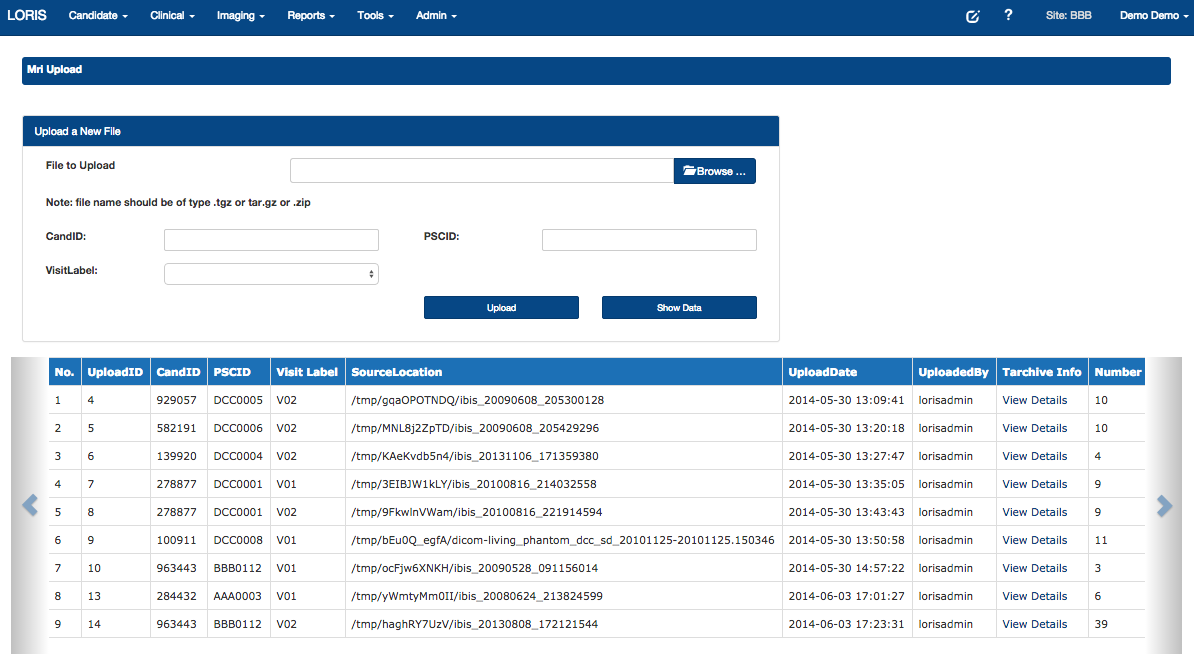 LORIS Candidate Clinical Imaging Reports Tools Admin ? Site: BBB Demo Demo
Mri Upload
Upload a New File
File to Upload Browse ...
Note: file name should be of type .tgz or tar.gz or .zip
CandID: PSCID:
VisitLabel:
Upload Show Data
No. UploadID CandID PSCID Visit Label SourceLocation UploadDate UploadedBy Tarchive Info Number
1 4 929057 DCC0005 V02 /tmp/gqaOPOTNDQ/ibis_20090608_205300128 2014-05-30 13:09:41 lorisadmin View Details 10
2 5 582191 DCC0006 V02 /tmp/MNL8j2ZpTD/ibis_20090608_205429296 2014-05-30 13:20:18 lorisadmin View Details 10
3 6 139920 DCC0004 V02 /tmp/KAeKvdb5n4/ibis_20131106_171359380 2014-05-30 13:27:47 lorisadmin View Details 4
4 7 278877 DCC0001 V01 /tmp/3EIBJW1kLY/ibis_20100816_214032558 2014-05-30 13:35:05 lorisadmin View Details 9
5 8 278877 DCC0001 V02 /tmp/9FkwlnVWam/ibis_20100816_221914594 2014-05-30 13:43:43 lorisadmin View Details 9
6 9 100911 DCC0008 V01 /tmp/bEu0Q_egfA/dicom-living_phantom_dcc_sd_20101125-20101125.150346 2014-05-30 13:50:58 lorisadmin View Details 11
7 10 963443 BBB0112 V01 /tmp/ocFjw6XNKH/ibis_20090528_091156014 2014-05-30 14:57:22 lorisadmin View Details 3
8 13 284432 AAA0003 V01 /tmp/yWmtyMm0II/ibis_20080624_213824599 2014-06-03 17:01:27 lorisadmin View Details 6
9 14 963443 BBB0112 V02 /tmp/haghRY7UzV/ibis_20130808_172121544 2014-06-03 17:23:31 lorisadmin View Details 39